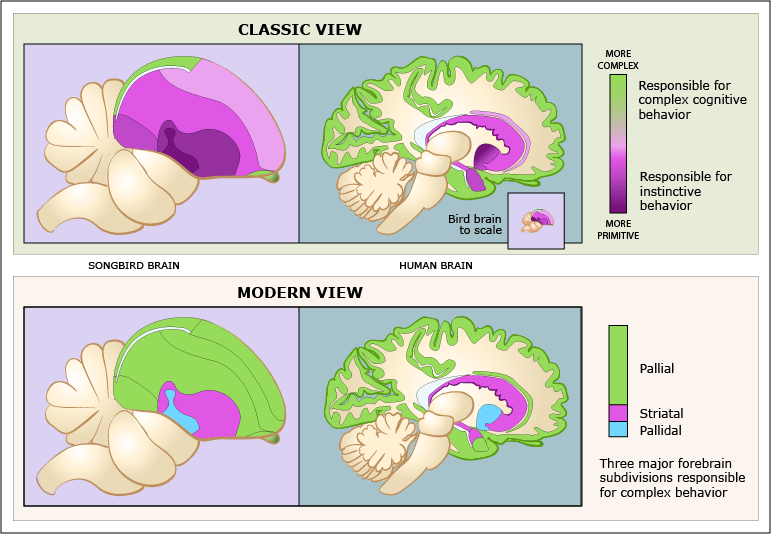 CLASSIC VIEW
MORE
COMPLEX
Responsible for
complex cognitive
behavior
Responsible for
instinctive
behavior
MORE
PRIMITIVE
Bird brain
to scale
SONGBIRD BRAIN
HUMAN BRAIN
MODERN VIEW
Pallial
Striatal
Pallidal
Three major forebrain
subdivisions responsible
for complex behavior